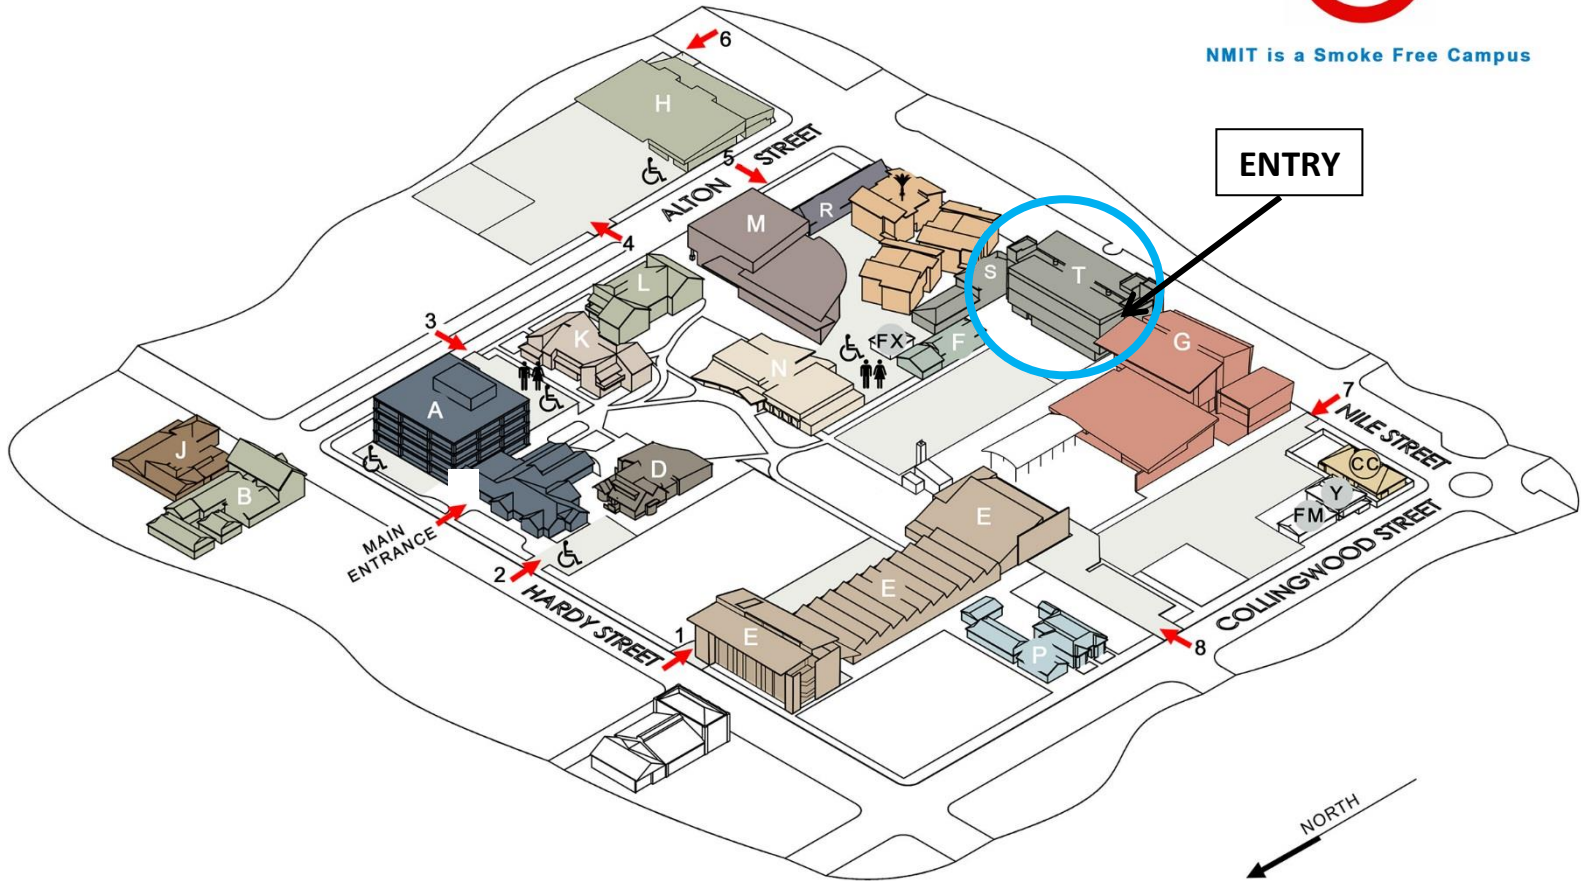 NMIT is a Smoke Free Campus
6
H
ENTRY
5
ALTON STREET
R
M
4
S
T
L
3
K
<FX>
F
G
N
7
NILE STREET
A
J
B
D
CC
Y
FM
MAIN
ENTRANCE
E
2
HARDY STREET
E
COLLINGWOOD STREET
1
E
P
8
NORTH